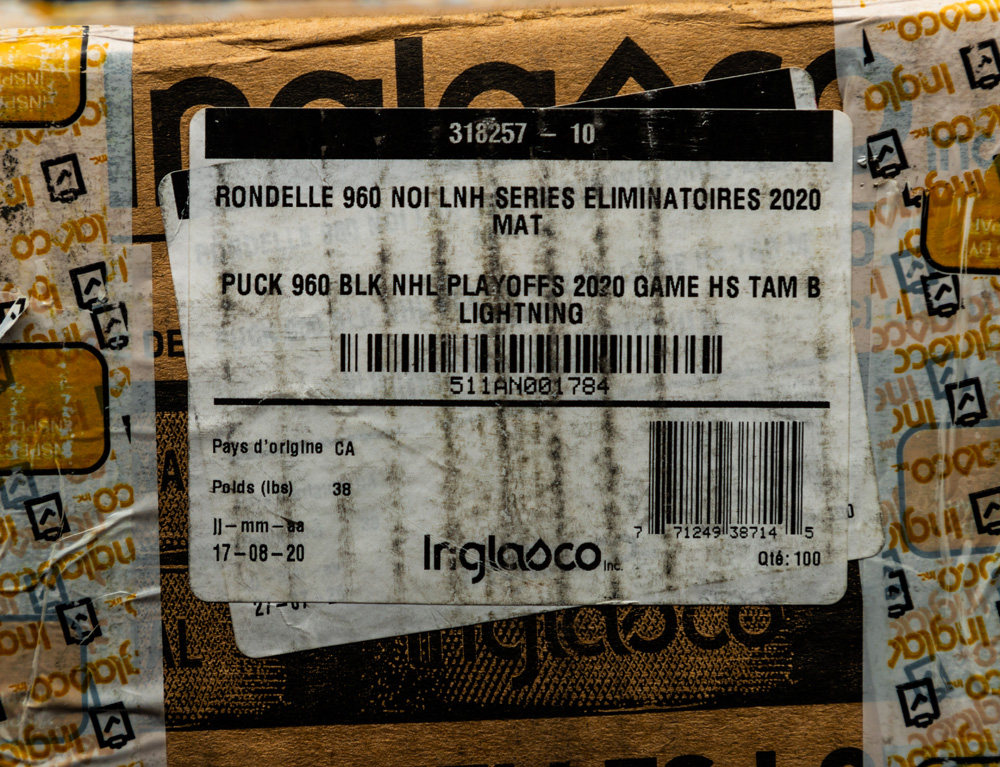 318257 - 10
RONDELLE 960 NOI LNH SERIES ELIMINATOIRES 2020
MAT
PUCK 960 BLK NHL PLAYOFFS 2020 GAME HS TAM B
LIGHTNING
511AN001784
Pays d'origine CA
Polds (lbs) 38
JJ-mm-aa
17-08-20
Inglasco Inc.
7 71249 38714 5
Qté: 100
Inglasco